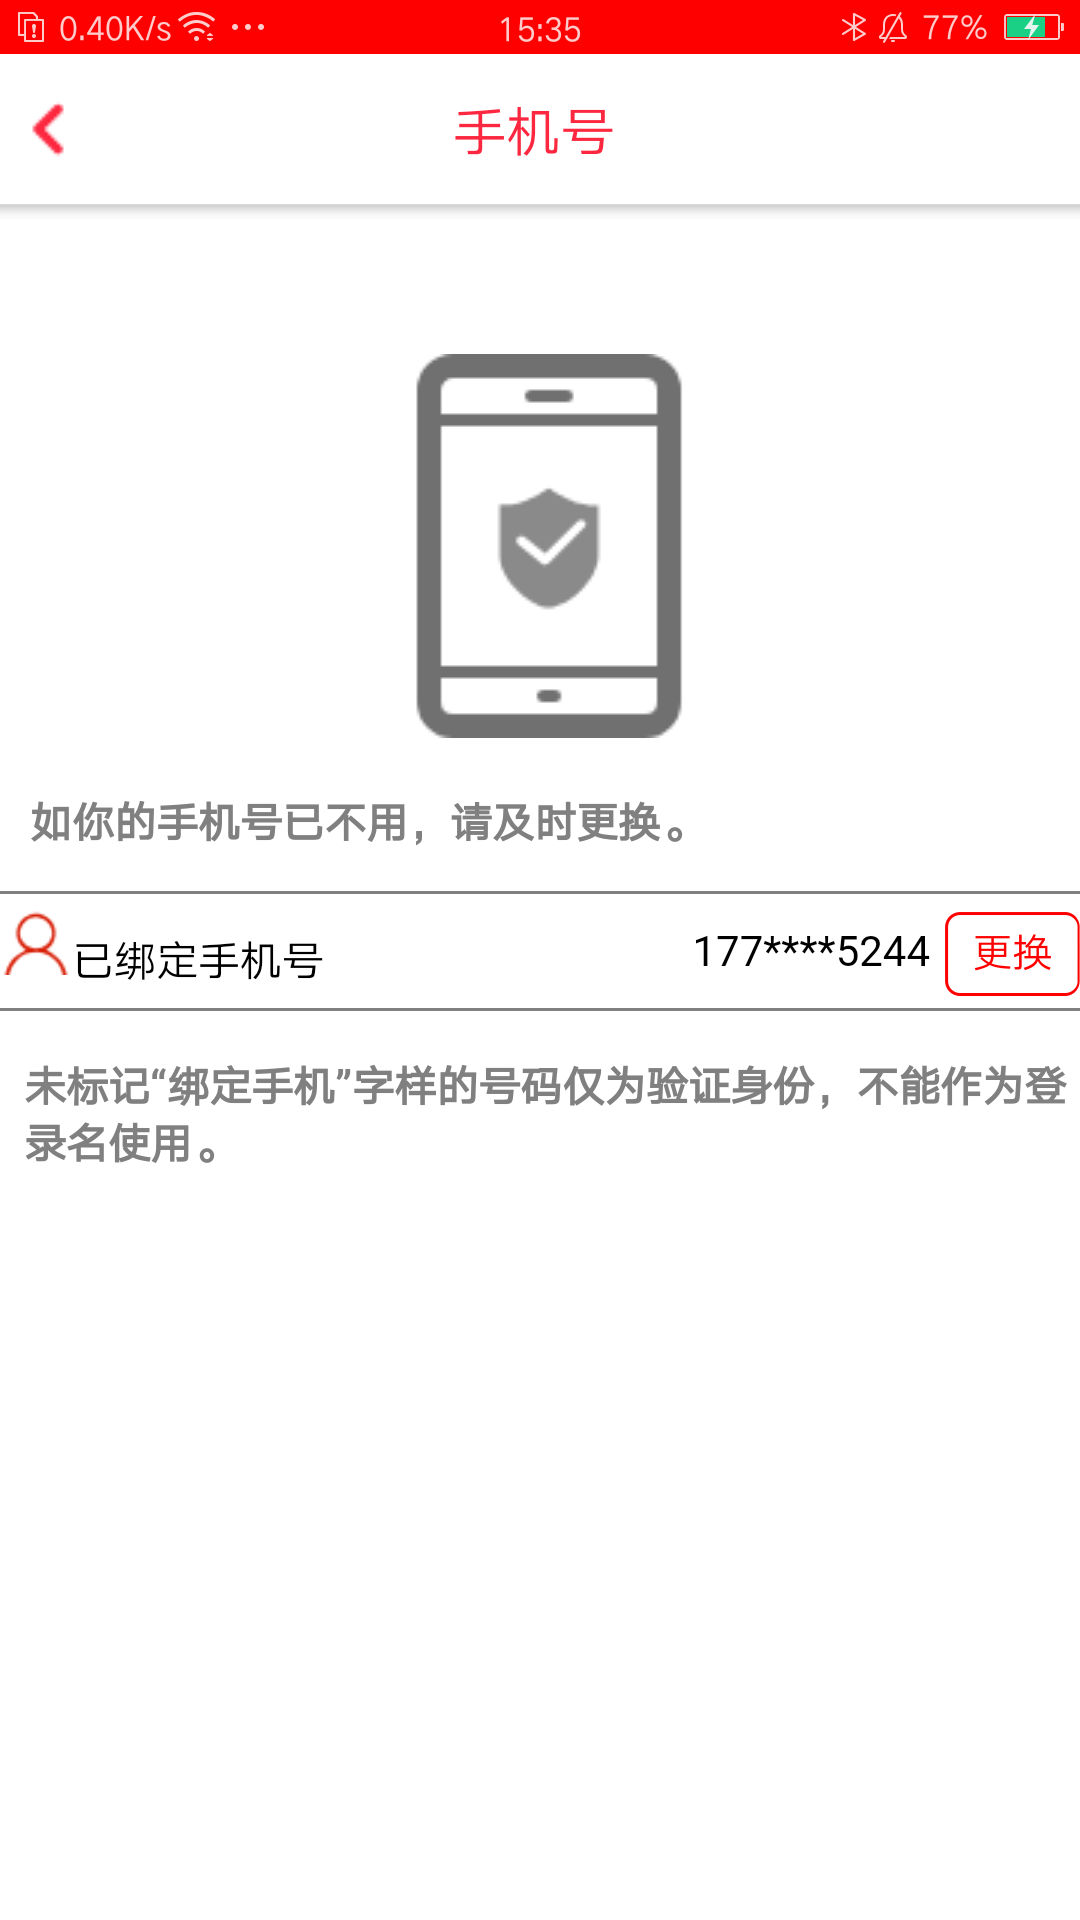 0.40K/s ··· 15:35 77%
手机号
如你的手机号已不用，请及时更换。
已绑定手机号 177****5244 更换
未标记“绑定手机”字样的号码仅为验证身份，不能作为登
录名使用。